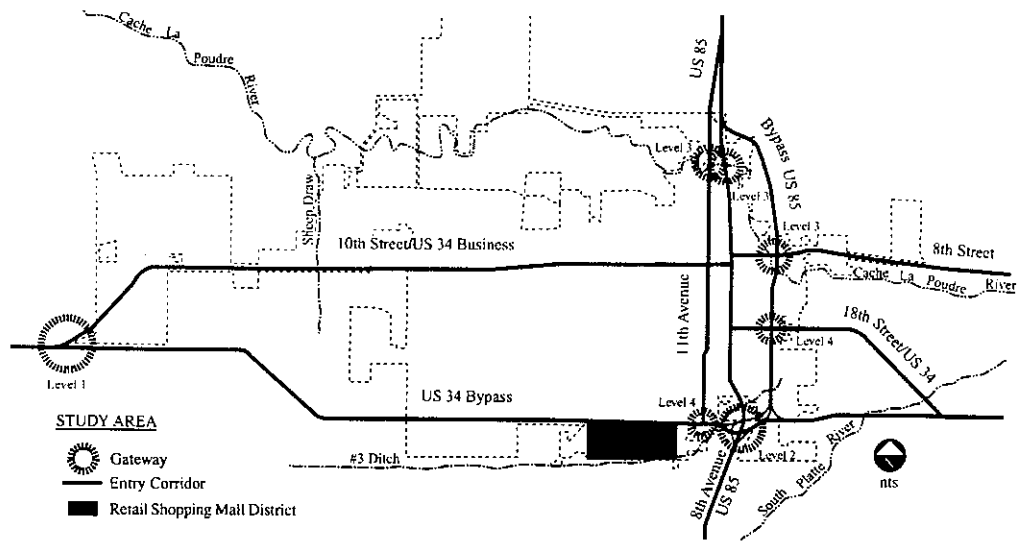 Cache La
Poudre
River
US 85
Bypass US 85
Level 3
Level 3
Level 3
Sheep Draw
10th Street/US 34 Business
8th Street
Cache La
Poudre River
11th Avenue
18th Street/US 34
Level 4
Level 1
US 34 Bypass
Level 4
STUDY AREA
Gateway
#3 Ditch
Level 2
8th Avenue
US 85
South Platte River
nts
Entry Corridor
Retail Shopping Mall District